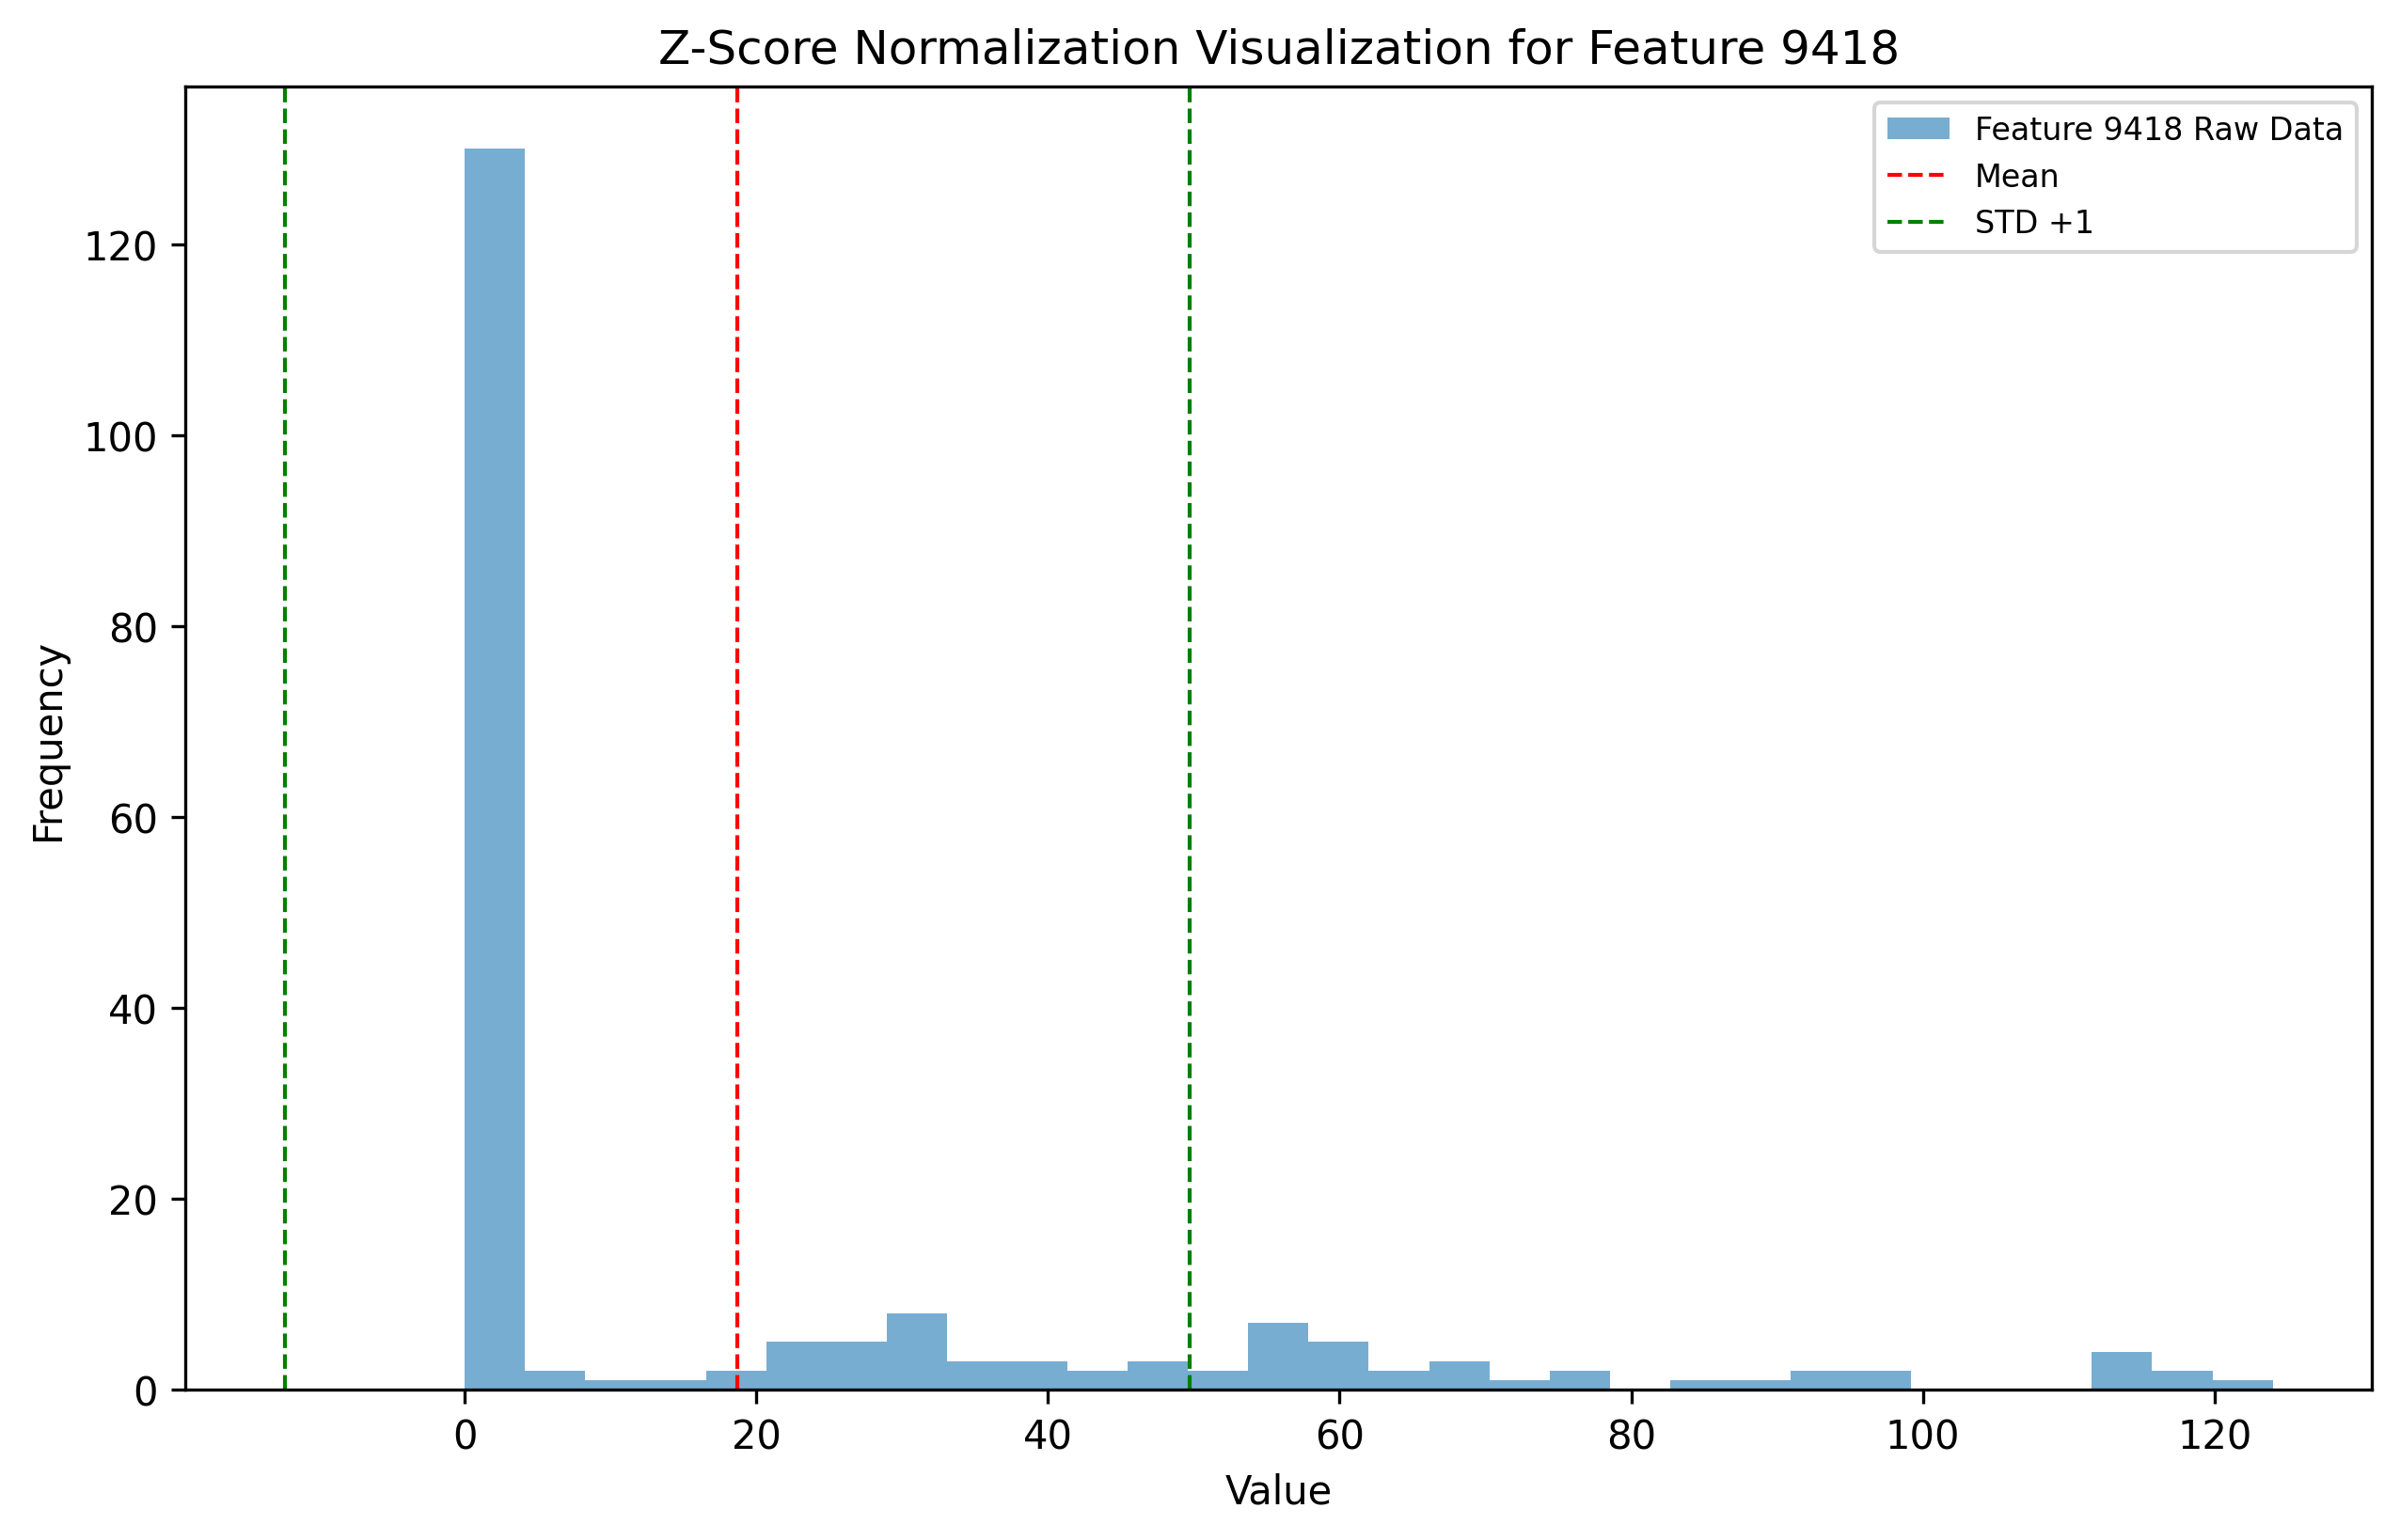 Z-Score Normalization Visualization for Feature 9418
Feature 9418 Raw Data
Mean
STD +1
120
100
80
60
40
20
0
Frequency
0 20 40 60 80 100 120
Value